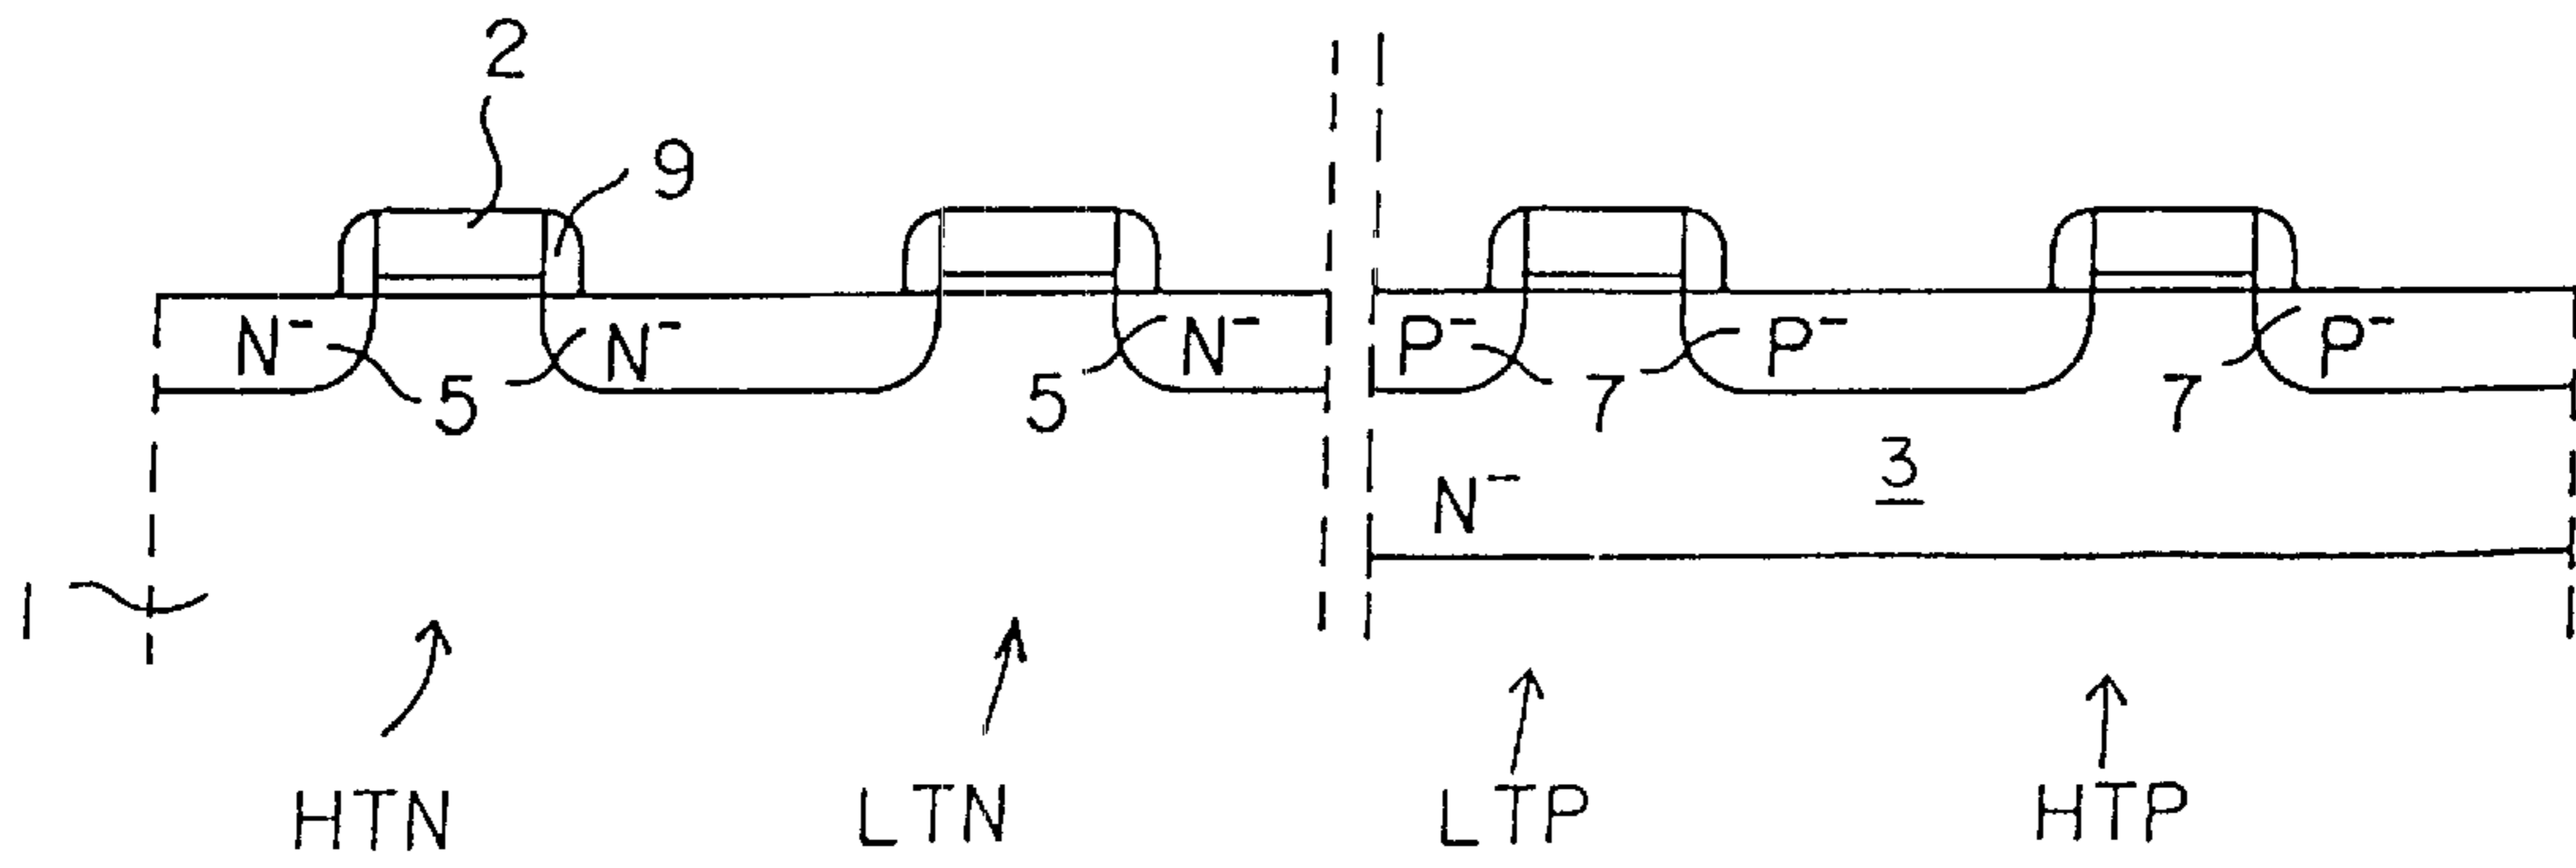 2
9
N⁻ N⁻ N⁻ P⁻ P⁻ P⁻
5 5 7 7
3
N⁻
1
HTN LTN LTP HTP